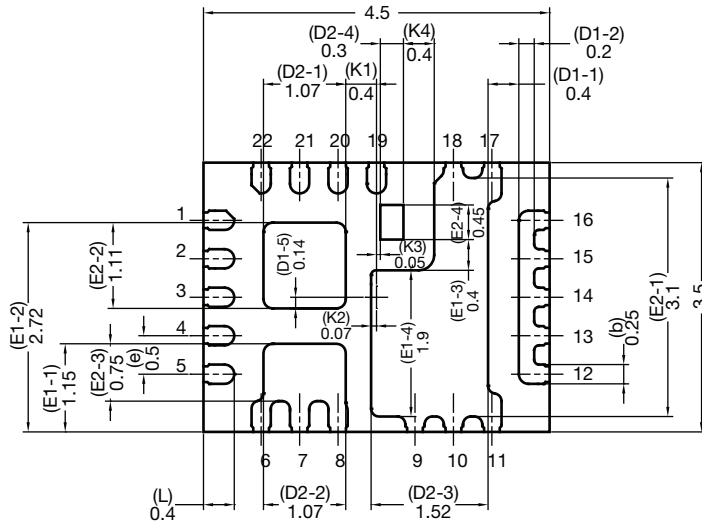 4.5
(D2-4)
0.3
(K4)
0.4
(D1-2)
0.2
(D2-1)
1.07
(K1)
0.4
(D1-1)
0.4
22
21
20
19
18
17
1
2
3
4
5
16
15
14
13
12
6
7
8
9
10
11
(E1-2)
2.72
(E2-2)
1.11
(E1-1)
1.15
(E2-3)
0.75
(e)
0.5
(D1-5)
0.14
(K2)
0.07
(K3)
0.05
(E2-4)
0.45
(E1-3)
0.4
(E1-4)
1.9
(b)
0.25
(E2-1)
3.1
3.5
(L)
0.4
(D2-2)
1.07
(D2-3)
1.52